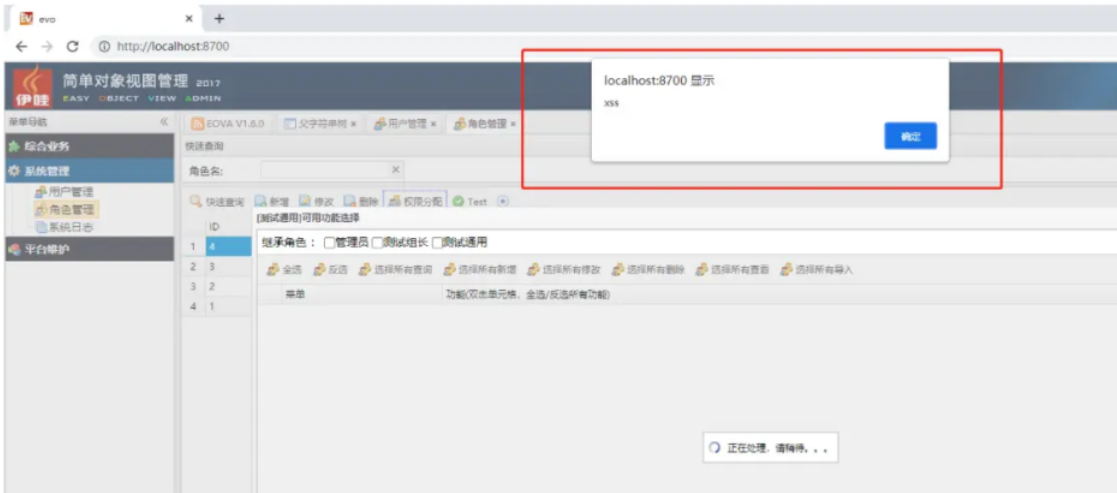 evo
http://localhost:8700
localhost:8700 显示
xss
确定
伊哇
简单对象视图管理 2017
EASY OBJECT VIEW ADMIN
菜单导航
EOVA V1.6.0 父字符串树 用户管理 角色管理
综合业务
系统管理
用户管理
角色管理
系统日志
平台维护
快速查询
角色名:
快速查询 新增 修改 删除 权限分配 Test
ID
1 4
2 3
3 2
4 1
[测试通用]可用功能选择
继承角色： 管理员 测试组长 测试通用
全选 反选 选择所有查询 选择所有新增 选择所有修改 选择所有删除 选择所有查看 选择所有导入
菜单 功能(双击单元格，全选/反选所有功能)
正在处理，请稍待。。。